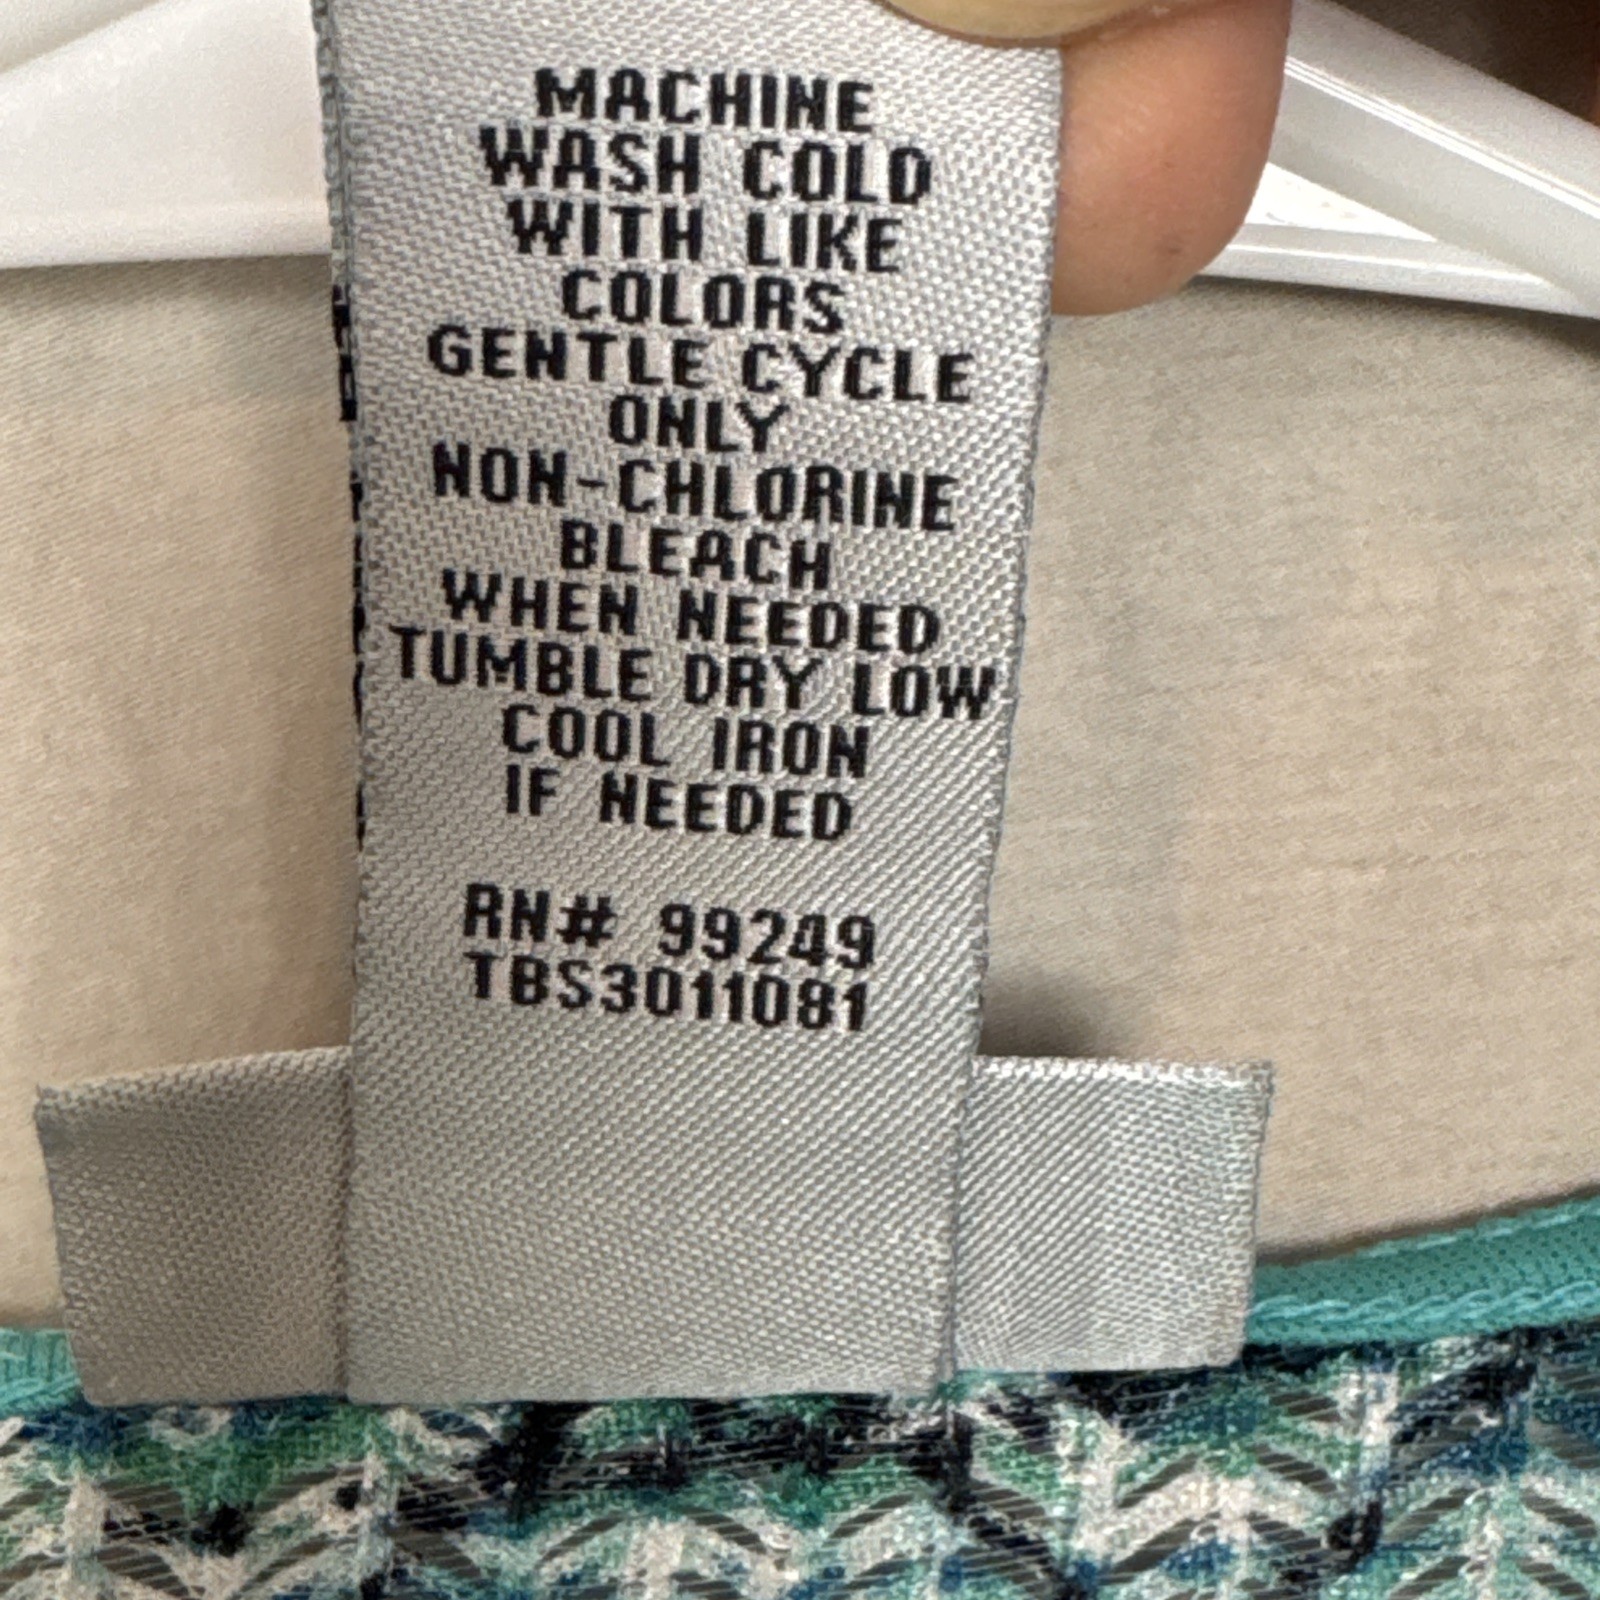 MACHINE
WASH COLD
WITH LIKE
COLORS
GENTLE CYCLE
ONLY
NON-CHLORINE
BLEACH
WHEN NEEDED
TUMBLE DRY LOW
COOL IRON
IF NEEDED
RN# 99249
TBS3011081